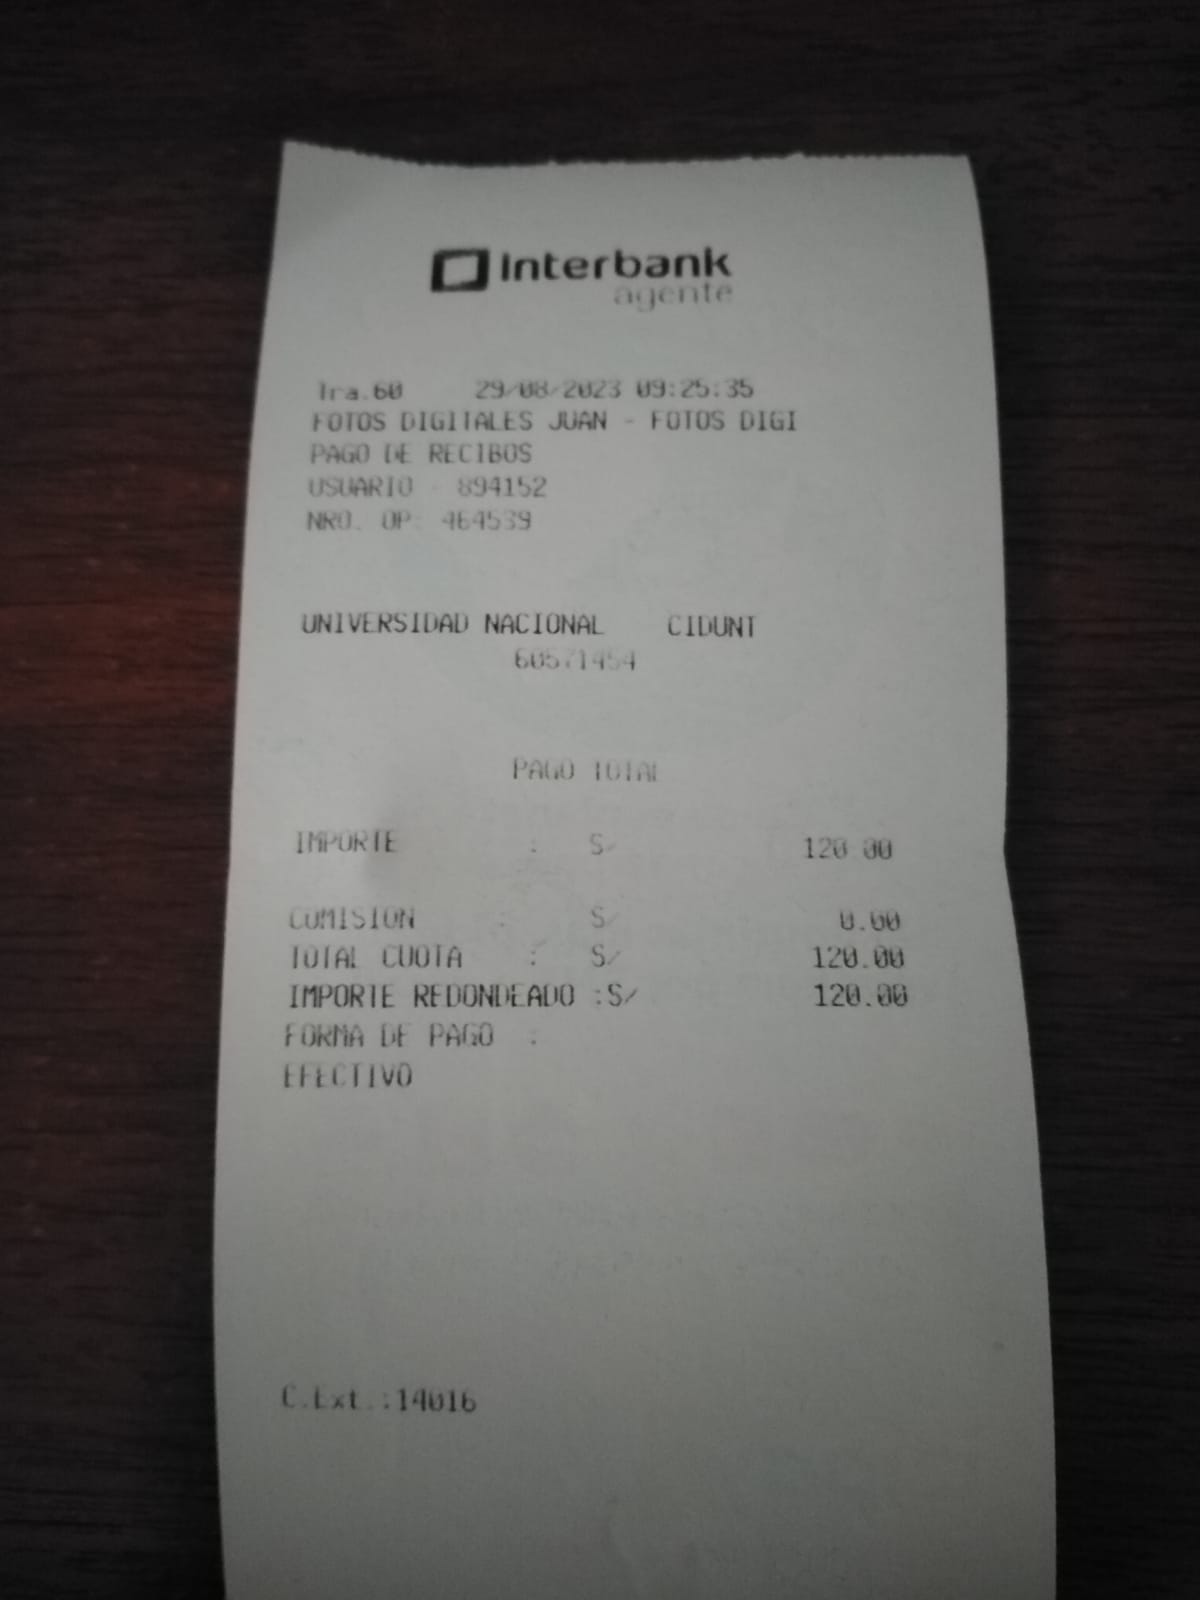 Interbank
agente
Tra.60 29/08/2023 09:25:35
FOTOS DIGITALES JUAN - FOTOS DIGI
PAGO DE RECIBOS
USUARIO - 894152
NRO. OP: 464539
UNIVERSIDAD NACIONAL CIDUNT
60571454
PAGO TOTAL
IMPORTE : S/ 120.00
COMISION : S/ 0.00
TOTAL CUOTA : S/ 120.00
IMPORTE REDONDEADO :S/ 120.00
FORMA DE PAGO :
EFECTIVO
C.Ext.:14016